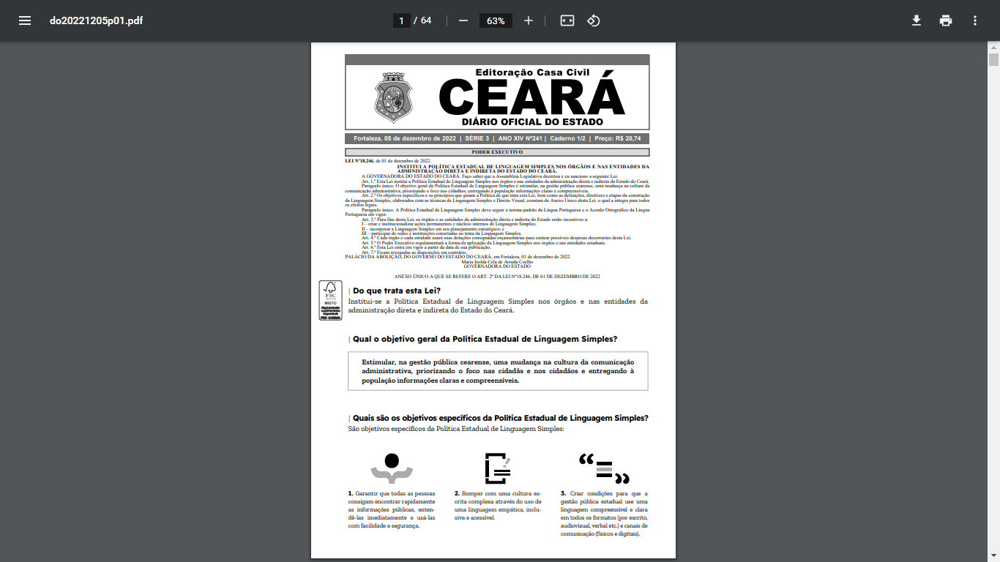 do20221205p01.pdf
1 / 64
63%
Editoração Casa Civil
CEARÁ
DIÁRIO OFICIAL DO ESTADO
Fortaleza, 05 de dezembro de 2022 | SÉRIE 3 | ANO XIV Nº241 | Caderno 1/2 | Preço: R$ 20,74
PODER EXECUTIVO
LEI Nº18.246, de 01 de dezembro de 2022.
INSTITUI A POLÍTICA ESTADUAL DE LINGUAGEM SIMPLES NOS ÓRGÃOS E NAS ENTIDADES DA
ADMINISTRAÇÃO DIRETA E INDIRETA DO ESTADO DO CEARÁ.
A GOVERNADORA DO ESTADO DO CEARÁ. Faço saber que a Assembleia Legislativa decretou e eu sanciono a seguinte Lei:
Art. 1.º Esta Lei institui a Política Estadual de Linguagem Simples nos órgãos e nas entidades da administração direta e indireta do Estado do Ceará.
Parágrafo único. O objetivo geral da Política Estadual de Linguagem Simples é estimular, na gestão pública cearense, uma mudança na cultura da
comunicação administrativa, priorizando o foco nos cidadãos, entregando à população informações claras e compreensíveis.
Art. 2.º Os objetivos específicos e os princípios que guiam a Política de que trata esta Lei, bem como as definições, diretrizes e etapas da construção
da Linguagem Simples, elaborados com as técnicas de Linguagem Simples e Direito Visual, constam do Anexo Único desta Lei, o qual a integra para todos
os efeitos legais.
Parágrafo único. A Política Estadual de Linguagem Simples deve seguir a norma-padrão da Língua Portuguesa e o Acordo Ortográfico da Língua
Portuguesa em vigor.
Art. 3.º Para fins desta Lei, os órgãos e as entidades da administração direta e indireta do Estado serão incentivos a:
I – criar e institucionalizar ações permanentes e núcleos internos de Linguagem Simples;
II – incorporar a Linguagem Simples em seu planejamento estratégico; e
III – participar de redes e instituições conectadas ao tema da Linguagem Simples.
Art. 4.º Cada órgão e cada entidade usará suas dotações consignadas orçamentárias para custear possíveis despesas decorrentes desta Lei.
Art. 5.º O Poder Executivo regulamentará a forma de aplicação da Linguagem Simples nos órgãos e nas entidades estaduais.
Art. 6.º Esta Lei entra em vigor a partir da data de sua publicação.
Art. 7.º Ficam revogadas as disposições em contrário.
PALÁCIO DA ABOLIÇÃO, DO GOVERNO DO ESTADO DO CEARÁ, em Fortaleza, 01 de dezembro de 2022.
Maria Izolda Cela de Arruda Coelho
GOVERNADORA DO ESTADO
ANEXO ÚNICO A QUE SE REFERE O ART. 2º DA LEI Nº18.246, DE 01 DE DEZEMBRO DE 2022
FSC
MISTO
| Do que trata esta Lei?
Institui-se a Política Estadual de Linguagem Simples nos órgãos e nas entidades da
administração direta e indireta do Estado do Ceará.
| Qual o objetivo geral da Política Estadual de Linguagem Simples?
Estimular, na gestão pública cearense, uma mudança na cultura da comunicação
administrativa, priorizando o foco nas cidadãs e nos cidadãos e entregando à
população informações claras e compreensíveis.
| Quais são os objetivos específicos da Política Estadual de Linguagem Simples?
São objetivos específicos da Política Estadual de Linguagem Simples:
1. Garantir que todas as pessoas
consigam encontrar rapidamente
as informações públicas, enten-
dê-las imediatamente e usá-las
com facilidade e segurança.
2. Romper com uma cultura es-
crita complexa através do uso de
uma linguagem empática, inclu-
siva e acessível.
3. Criar condições para que a
gestão pública estadual use uma
linguagem compreensível e clara
em todos os formatos (por escrito,
audiovisual, verbal etc.) e canais de
comunicação (físicos e digitais).